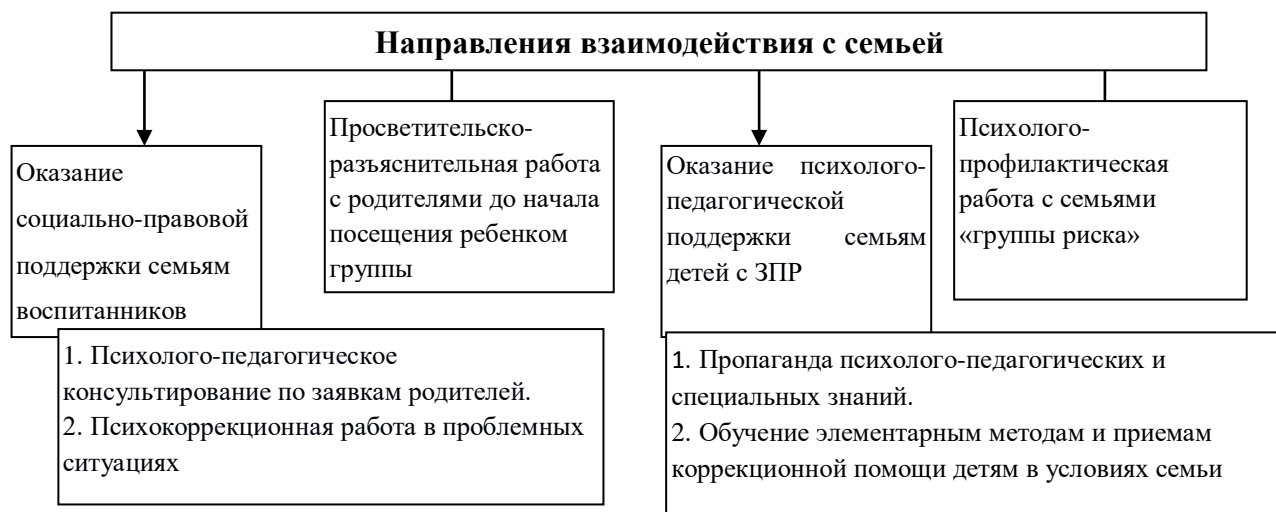 Направления взаимодействия с семьей
Оказание
социально-правовой
поддержки семьям
воспитанников
Просветительско-
разъяснительная работа
с родителями до начала
посещения ребенком
группы
Оказание психолого-
педагогической
поддержки семьям
детей с ЗПР
Психолого-
профилактическая
работа с семьями
«группы риска»
1. Психолого-педагогическое
консультирование по заявкам родителей.
2. Психокоррекционная работа в проблемных
ситуациях
1. Пропаганда психолого-педагогических и
специальных знаний.
2. Обучение элементарным методам и приемам
коррекционной помощи детям в условиях семьи